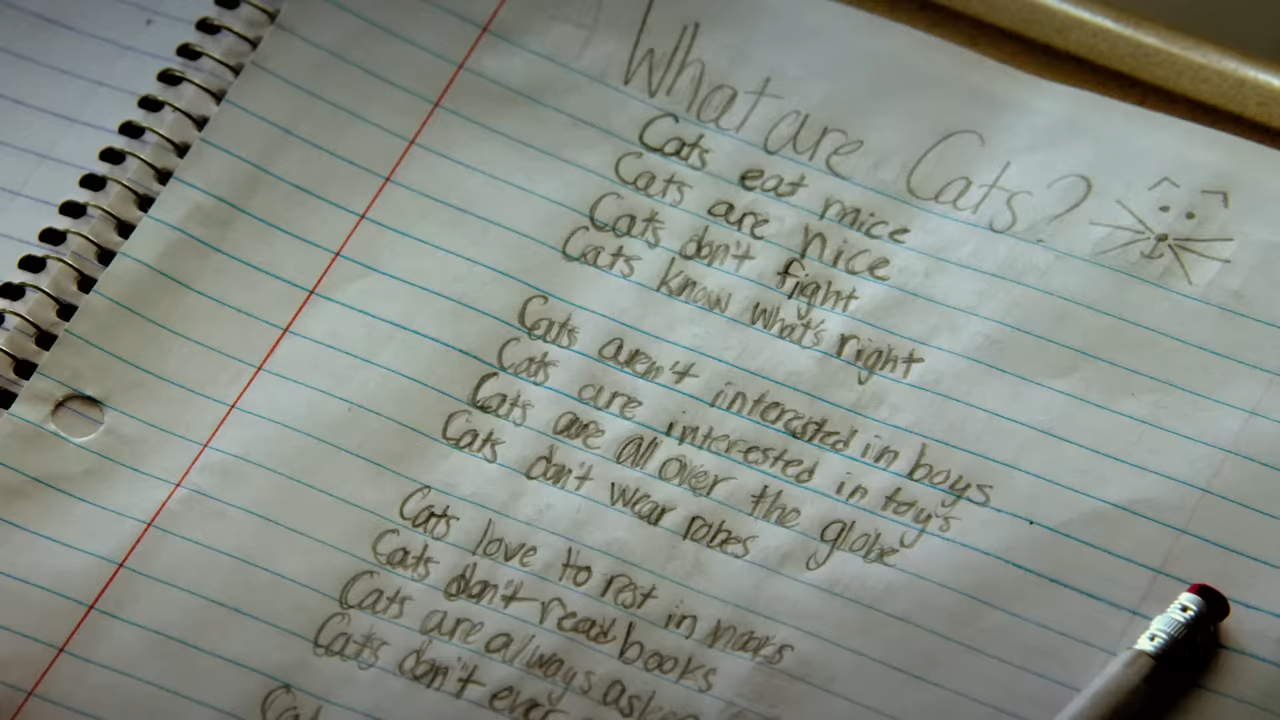 What are Cats?
Cats eat mice
Cats are nice
Cats don't fight
Cats know what's right
Cats aren't interested in boys
Cats are interested in toys
Cats are all over the globe
Cats don't wear robes
Cats love to rest in nooks
Cats don't read books
Cats are always
Cats don't ever